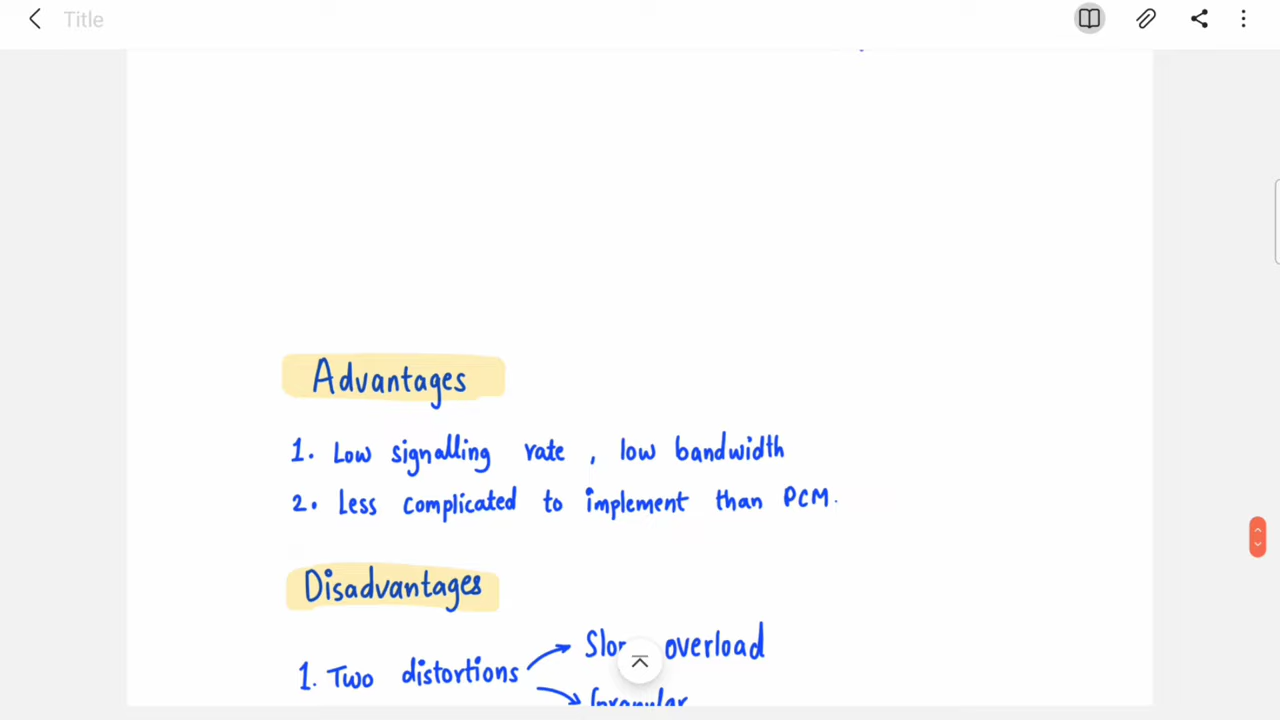 Title
Advantages
1. Low signalling rate, low bandwidth
2. Less complicated to implement than PCM.
Disadvantages
overload
1. Two distortions